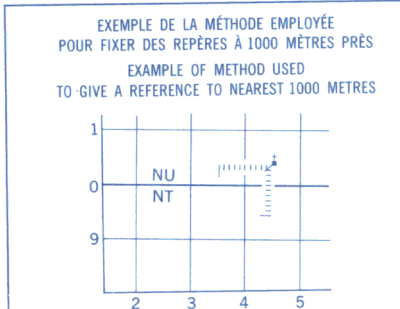 EXEMPLE DE LA MÉTHODE EMPLOYÉE
POUR FIXER DES REPÈRES À 1000 MÈTRES PRÈS
EXAMPLE OF METHOD USED
TO GIVE A REFERENCE TO NEAREST 1000 METRES
1
NU
0
NT
9
2 3 4 5